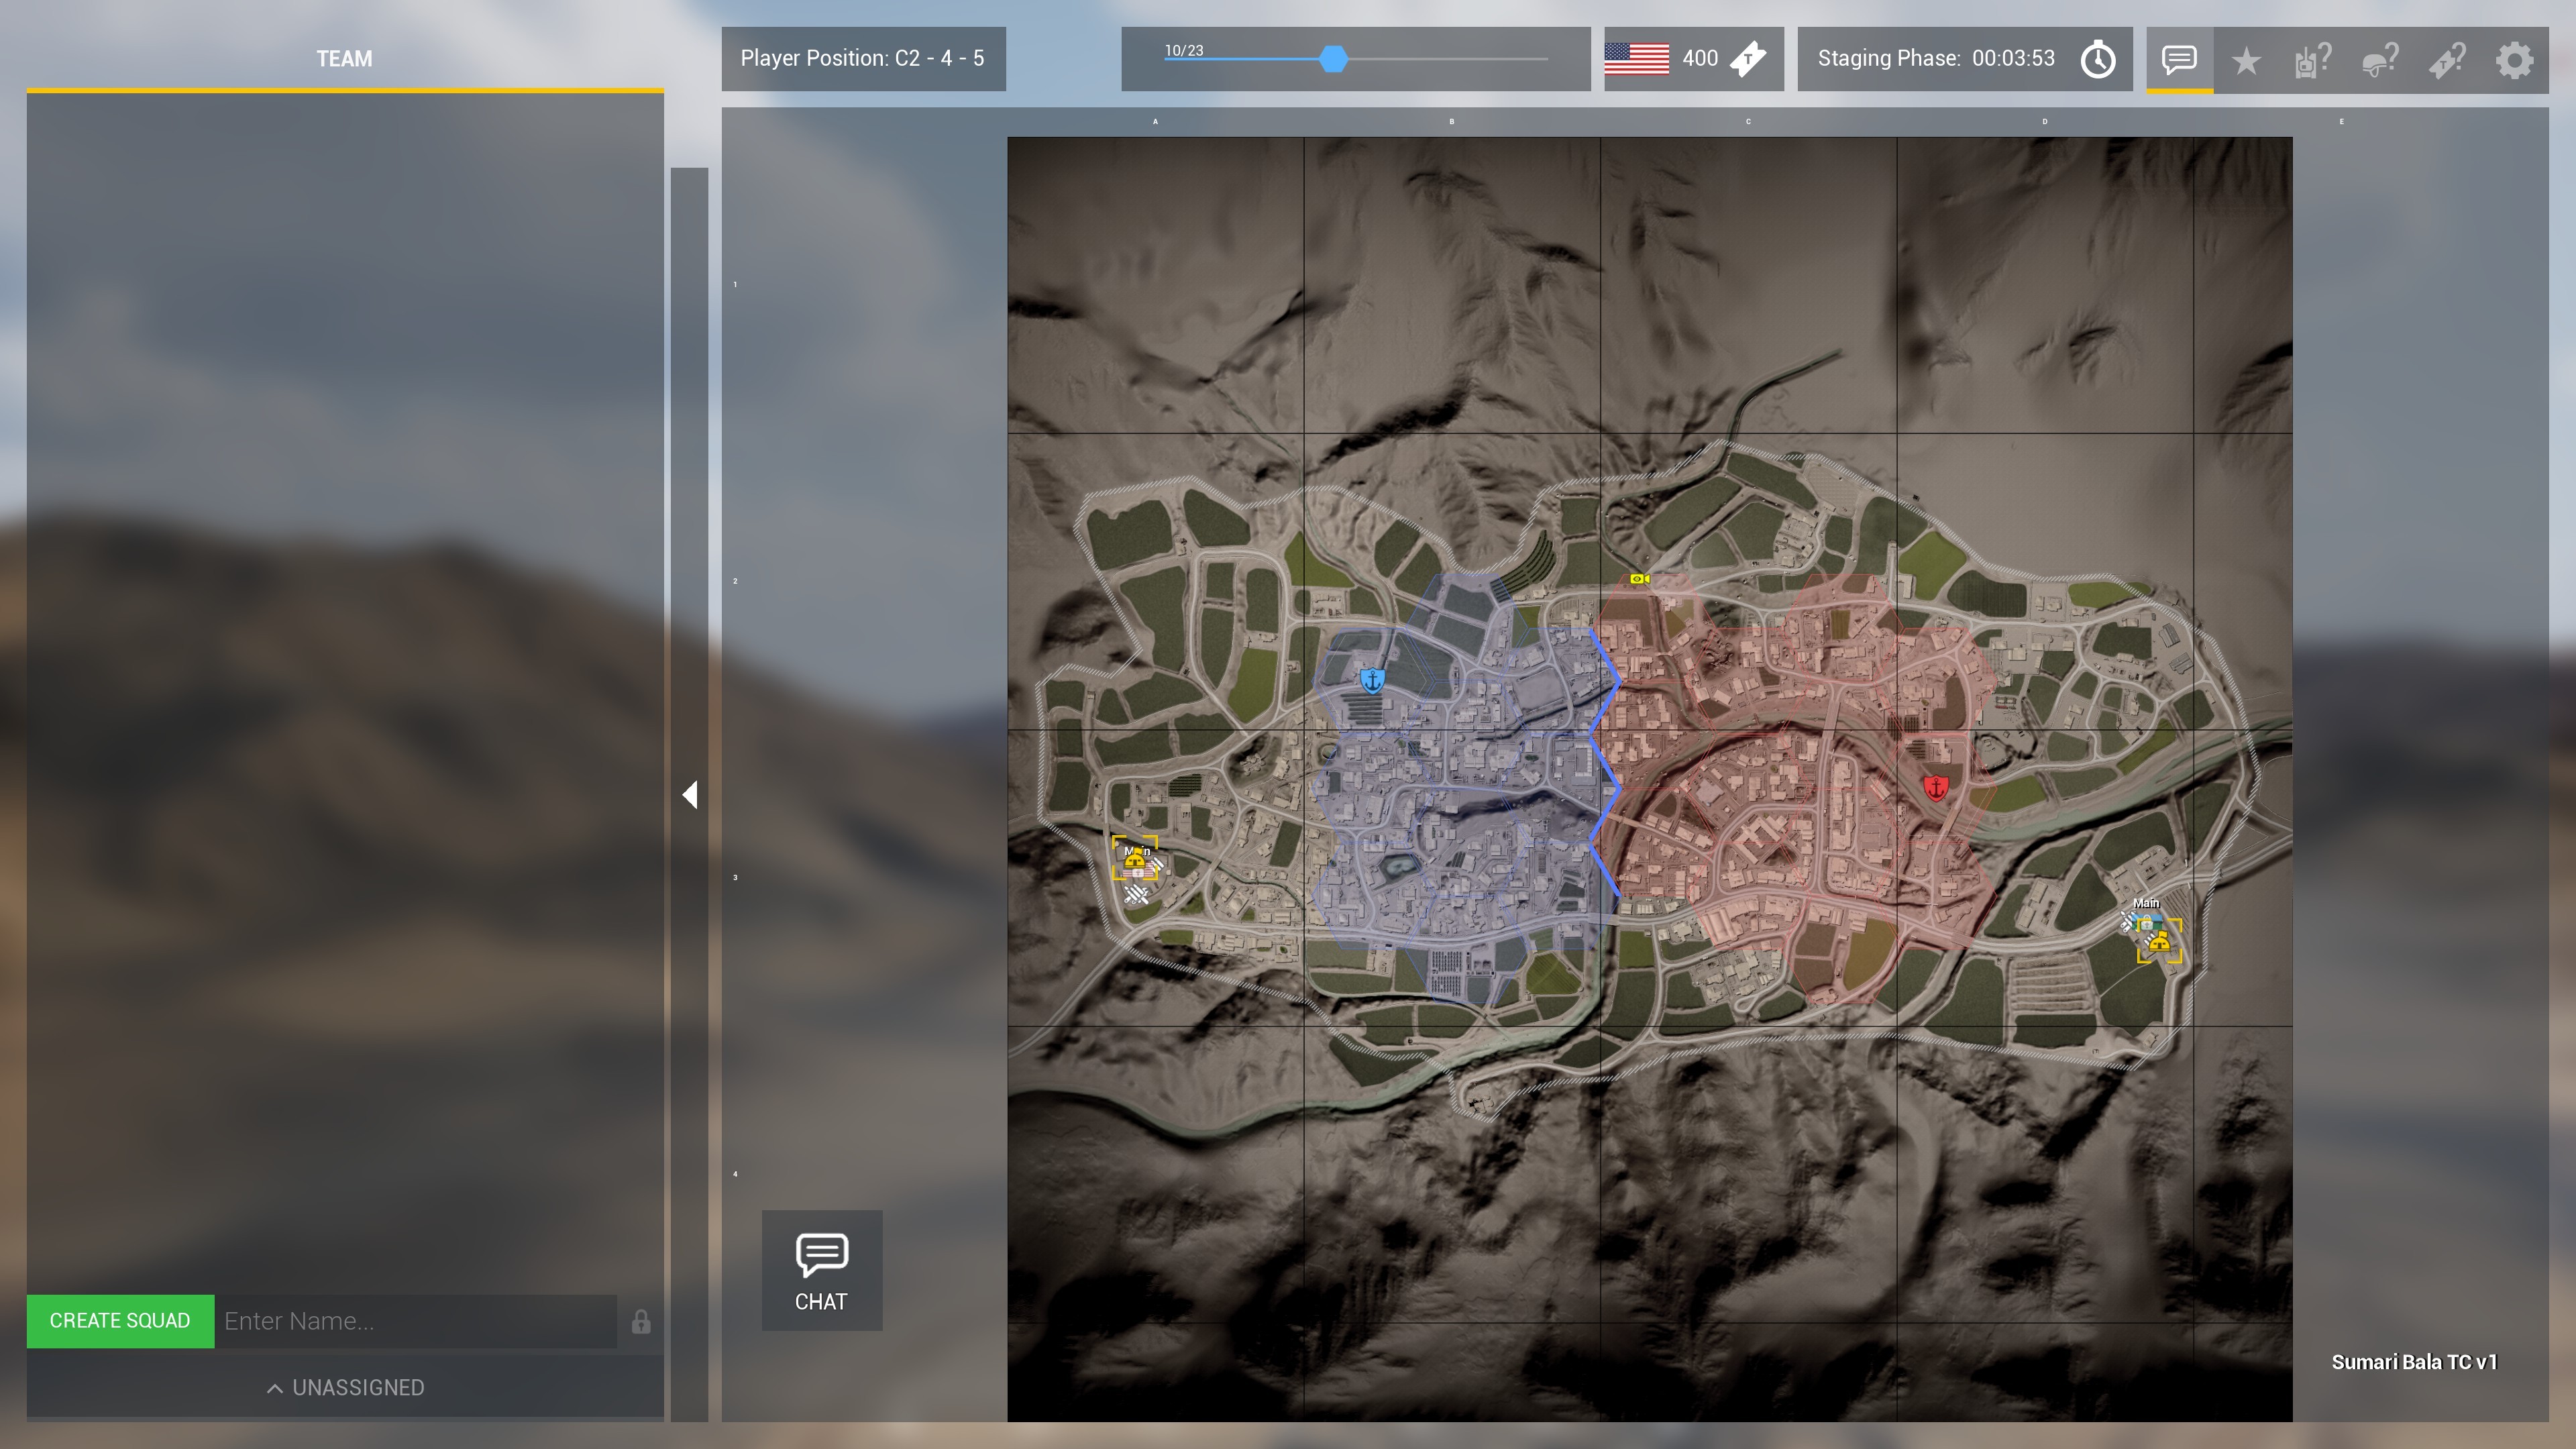 TEAM
Player Position: C2 - 4 - 5
10/23
400
T
Staging Phase: 00:03:53
?
?
T?
A
B
C
D
E
1
2
3
4
Main
Main
CHAT
CREATE SQUAD
Enter Name...
UNASSIGNED
Sumari Bala TC v1